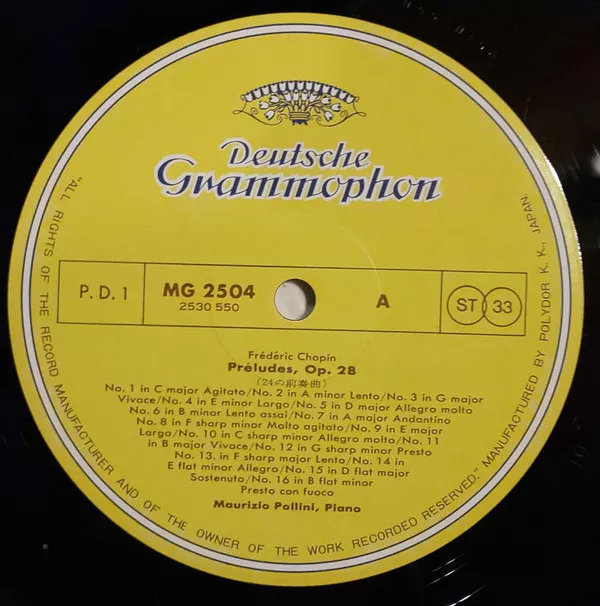 Deutsche
Grammophon
P. D. 1
MG 2504
2530 550
A
ST 33
Frédéric Chopin
Préludes, Op. 28
(24の前奏曲)
No. 1 in C major Agitato/No. 2 in A minor Lento/No. 3 in G major
Vivace/No. 4 in E minor Largo/No. 5 in D major Allegro molto
No. 6 in B minor Lento assai/No. 7 in A major Andantino
No. 8 in F sharp minor Molto agitato/No. 9 in E major
Largo/No. 10 in C sharp minor Allegro molto/No. 11
in B major Vivace/No. 12 in G sharp minor Presto
No. 13. in F sharp major Lento/No. 14 in
E flat minor Allegro/No. 15 in D flat major
Sostenuto/No. 16 in B flat minor
Presto con fuoco
Maurizio Pollini, Piano
"ALL RIGHTS OF THE RECORD MANUFACTURER AND OF THE OWNER OF THE WORK RECORDED RESERVED." MANUFACTURED BY POLYDOR K. K., JAPAN.